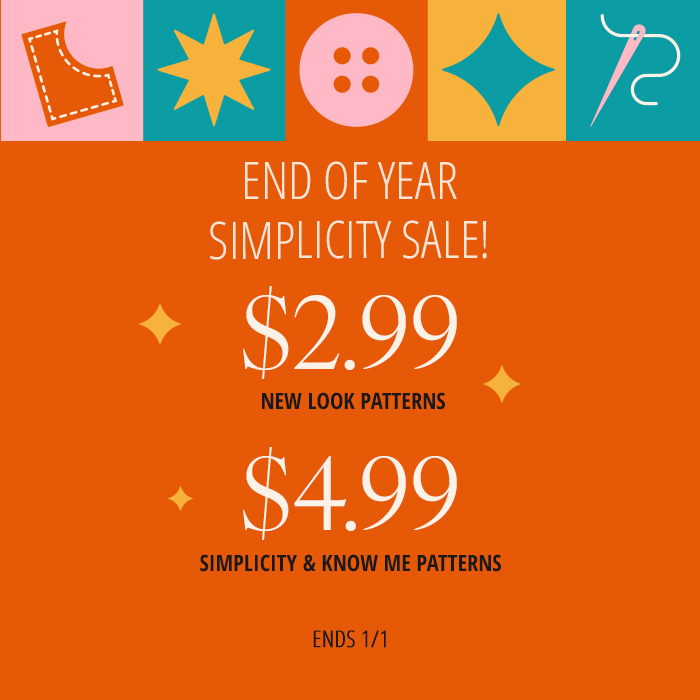 END OF YEAR
SIMPLICITY SALE!
$2.99
NEW LOOK PATTERNS
$4.99
SIMPLICITY & KNOW ME PATTERNS
ENDS 1/1